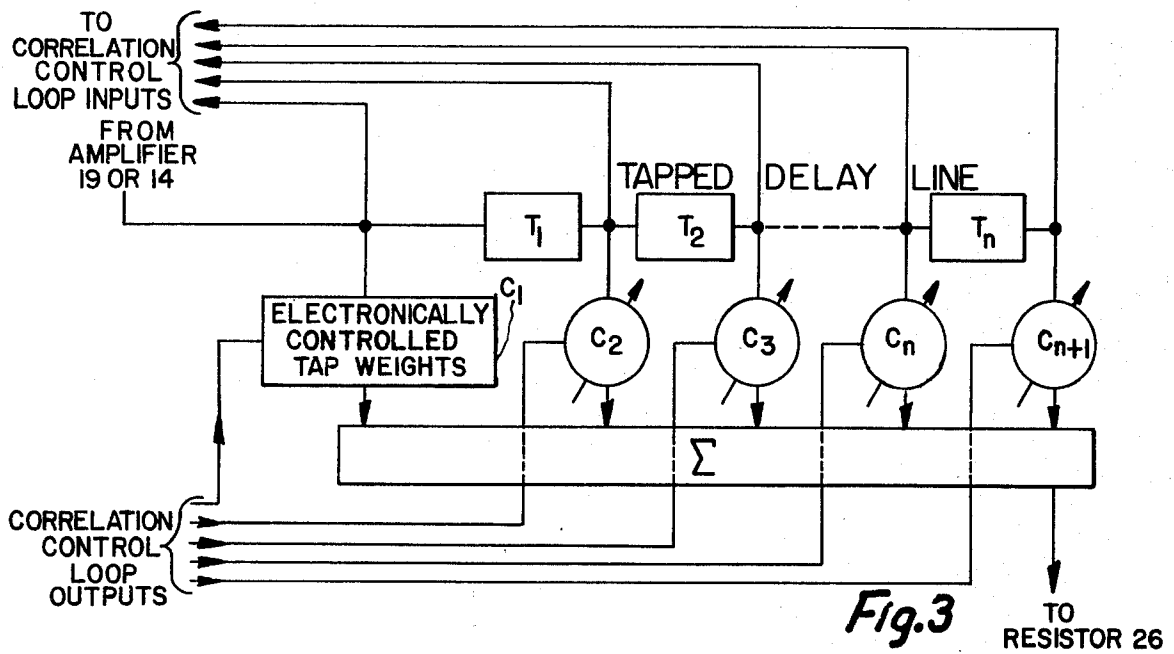 TO
CORRELATION
CONTROL
LOOP INPUTS
FROM
AMPLIFIER
19 OR 14
TAPPED DELAY LINE
T1
T2
Tn
C1
ELECTRONICALLY
CONTROLLED
TAP WEIGHTS
C2
C3
Cn
Cn+1
Σ
CORRELATION
CONTROL
LOOP
OUTPUTS
Fig.3
TO
RESISTOR 26